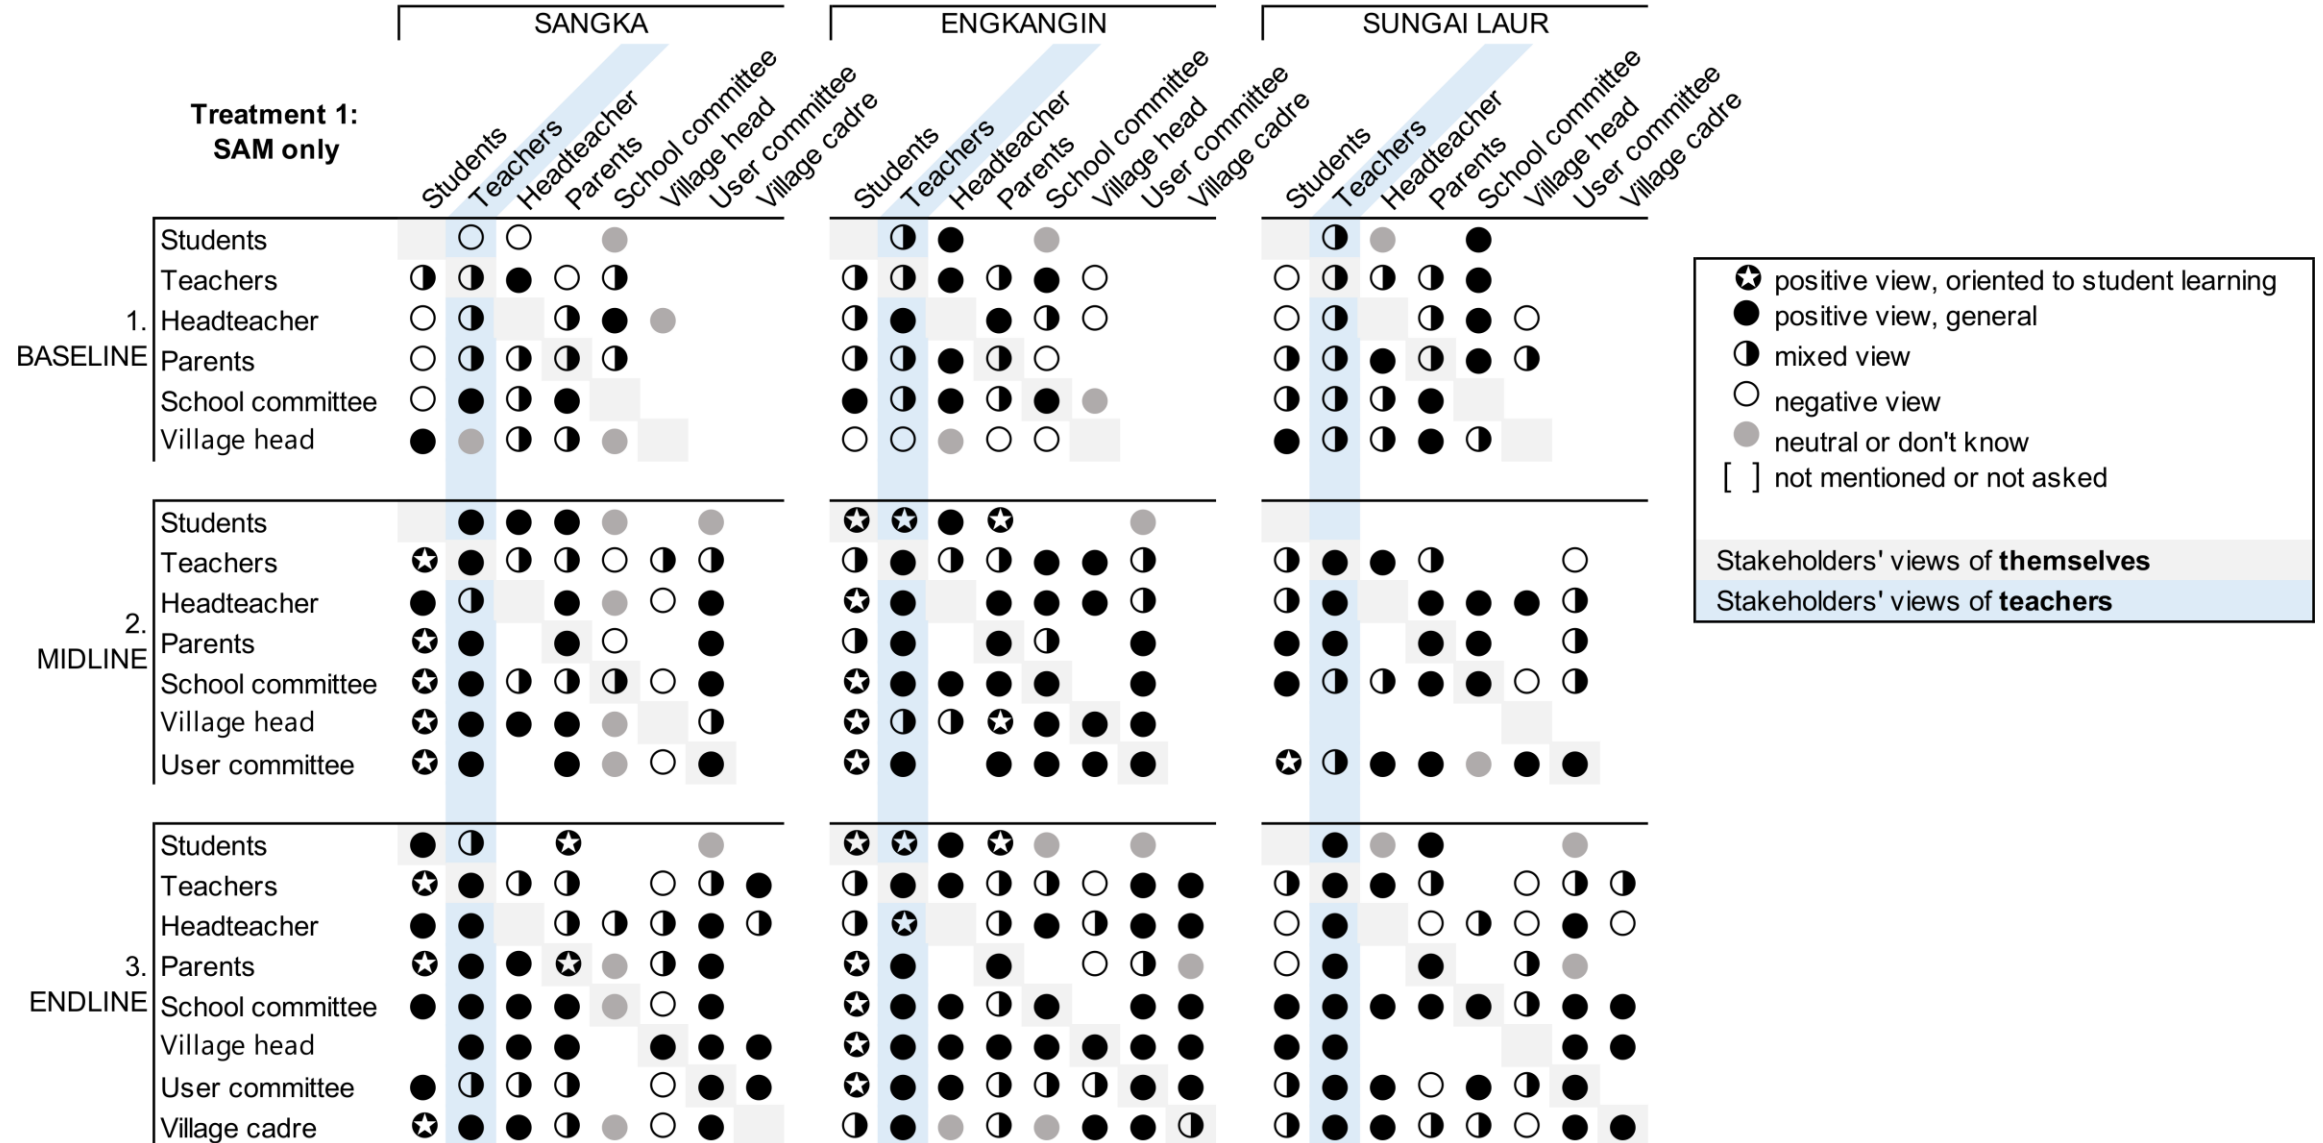 SANGKA
ENGKANGIN
SUNGAI LAUR
Treatment 1:
SAM only
Students
Teachers
Headteacher
Parents
School committee
Village head
User committee
Village cadre
Students
Teachers
Headteacher
Parents
School committee
Village head
User committee
Village cadre
Students
Teachers
Headteacher
Parents
School committee
Village head
User committee
Village cadre
1.
BASELINE
Students
Teachers
Headteacher
Parents
School committee
Village head
2.
MIDLINE
Students
Teachers
Headteacher
Parents
School committee
Village head
User committee
3.
ENDLINE
Students
Teachers
Headteacher
Parents
School committee
Village head
User committee
Village cadre
positive view, oriented to student learning
positive view, general
mixed view
negative view
neutral or don't know
[ ] not mentioned or not asked
Stakeholders' views of themselves
Stakeholders' views of teachers